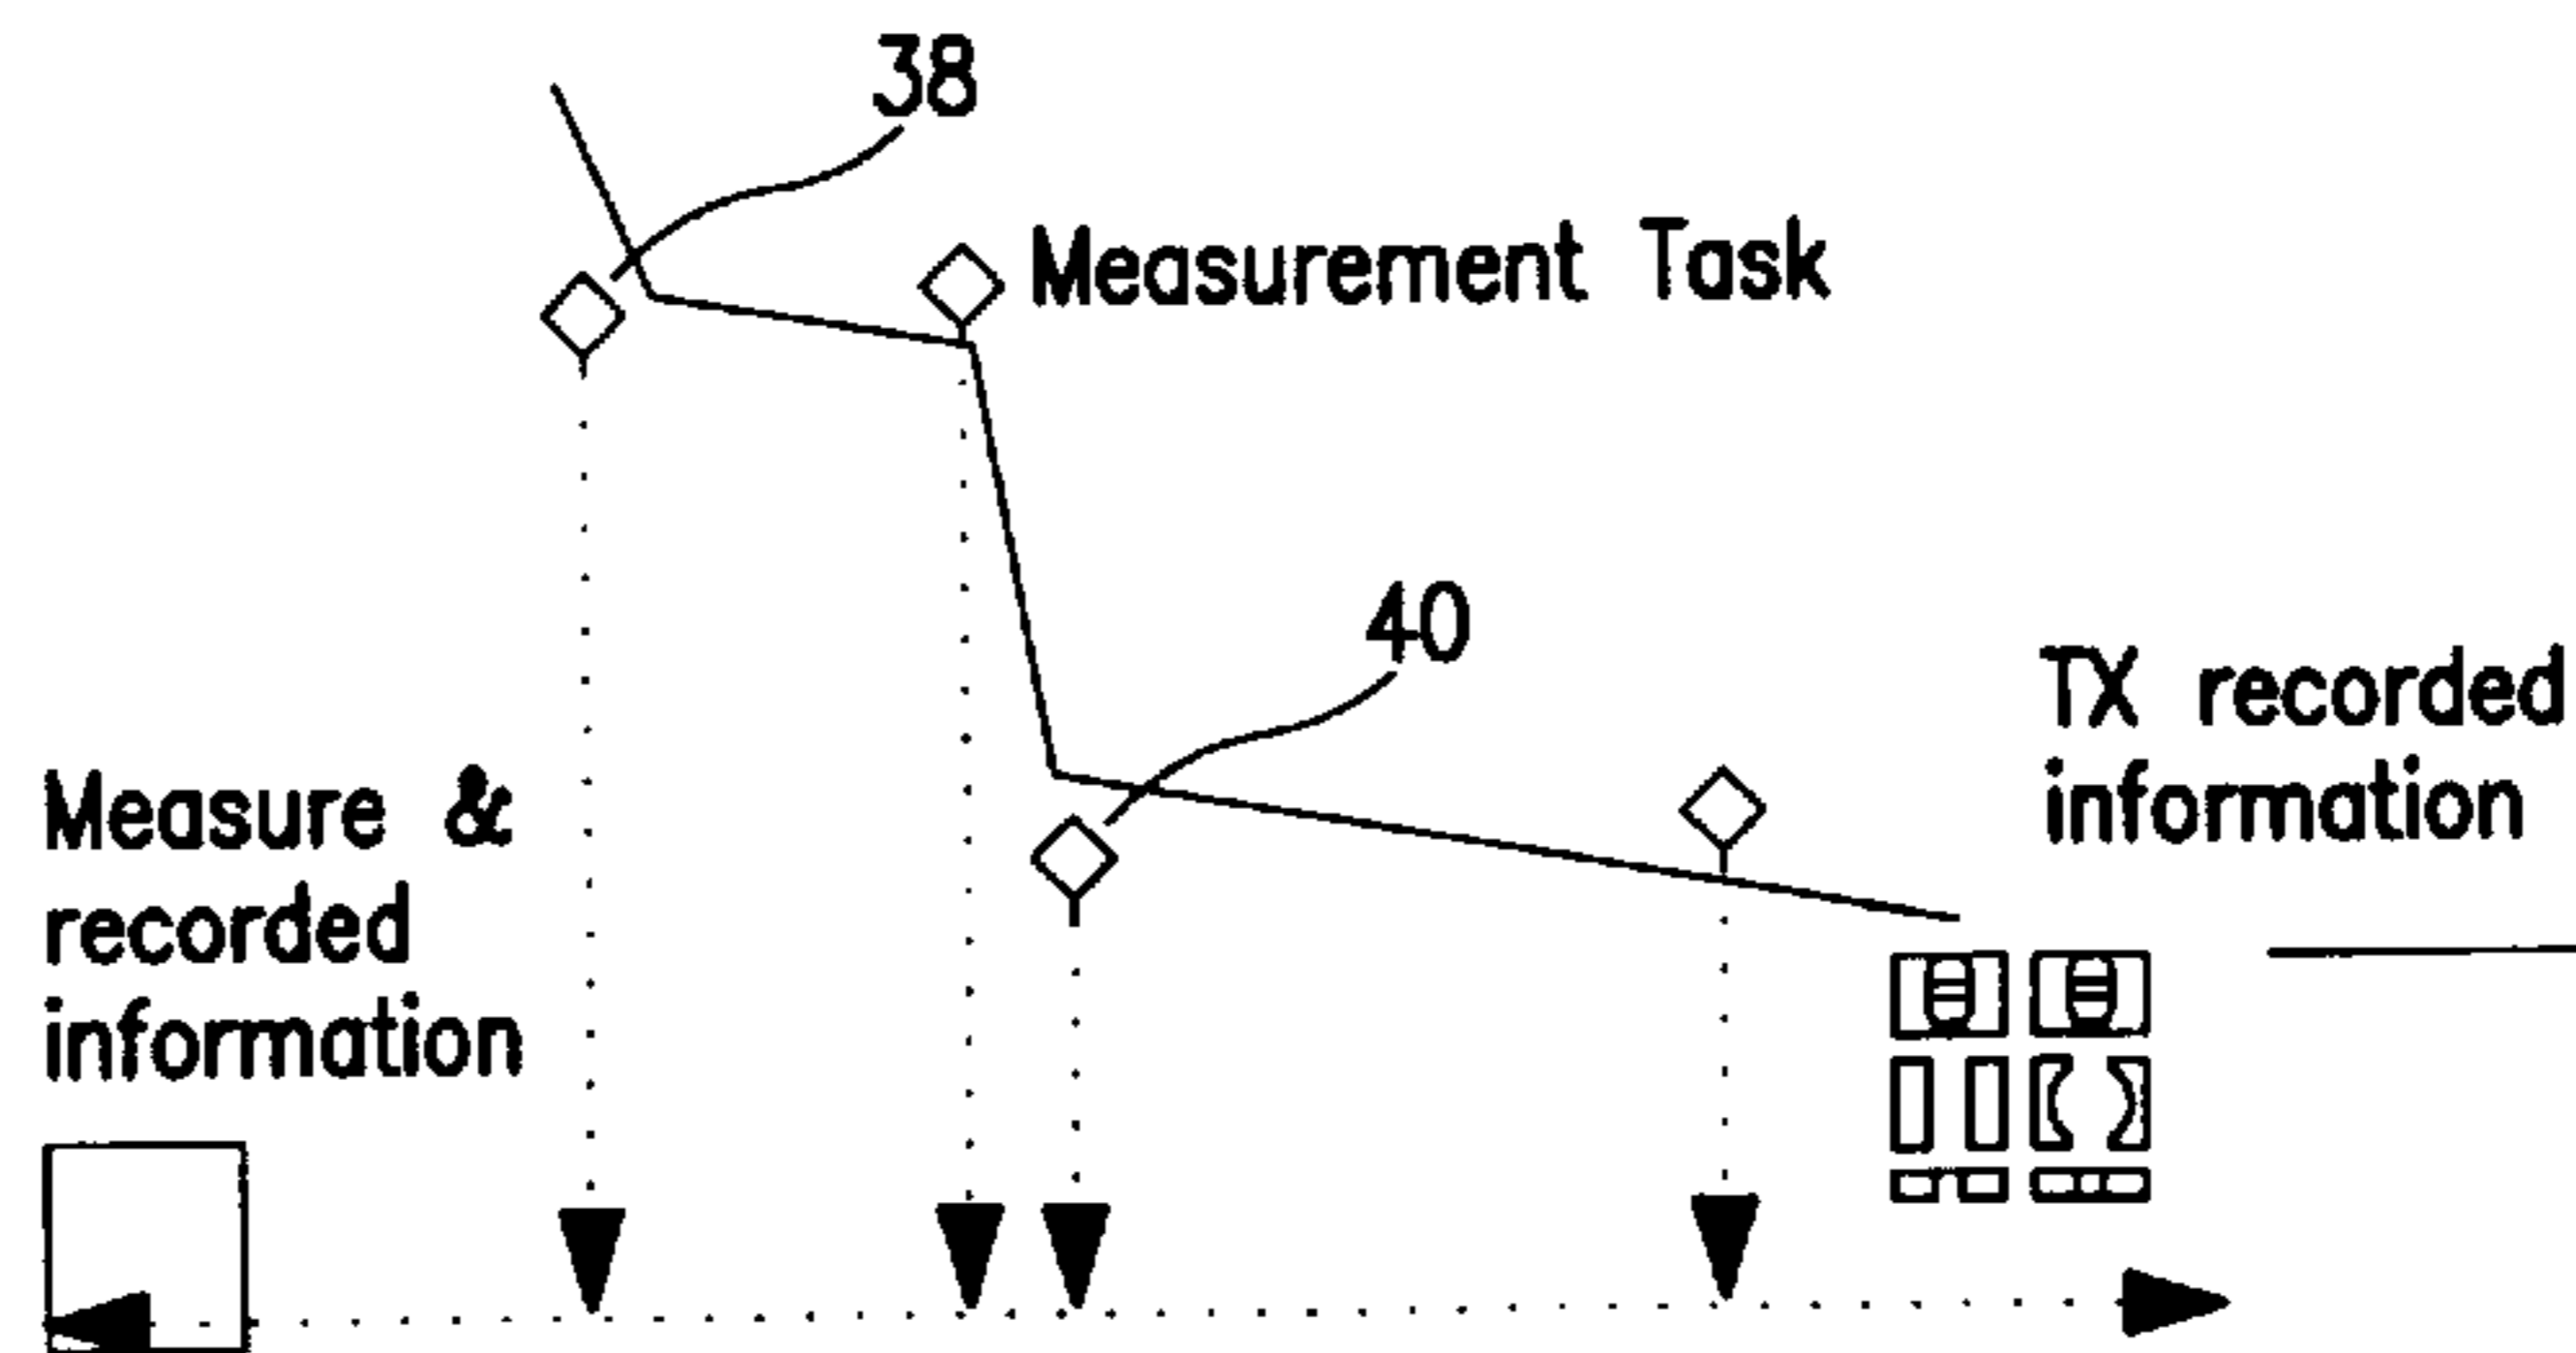 38
Measurement Task
40
TX recorded
information
Measure &
recorded
information